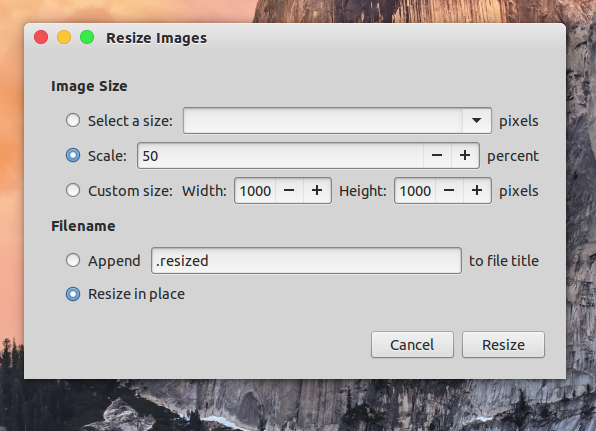 Resize Images
Image Size
Select a size: pixels
Scale: 50 percent
Custom size: Width: 1000 Height: 1000 pixels
Filename
Append .resized to file title
Resize in place
Cancel Resize